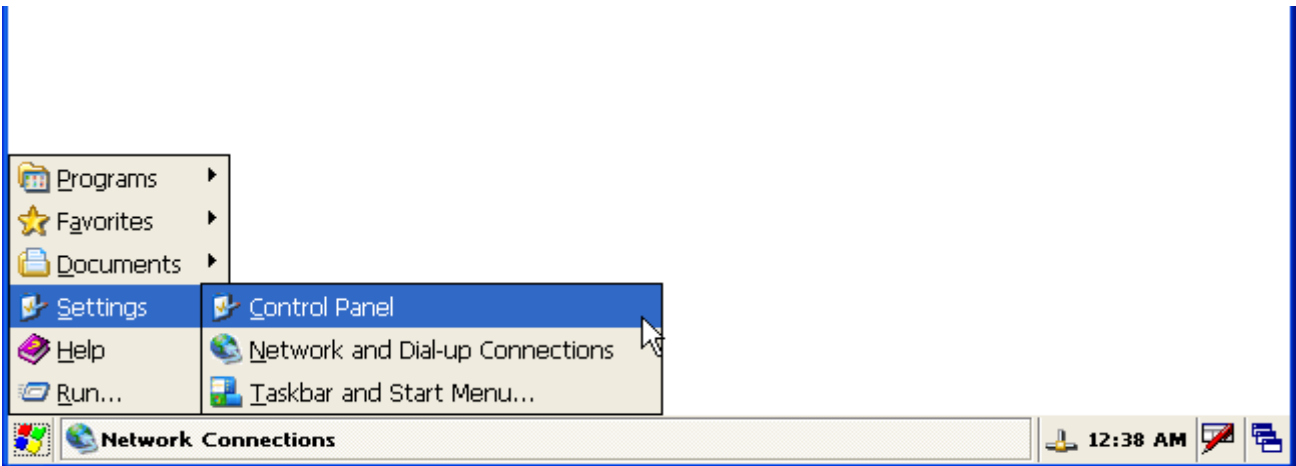 Programs
Favorites
Documents
Settings
Control Panel
Help
Network and Dial-up Connections
Run...
Taskbar and Start Menu...
Network Connections
12:38 AM